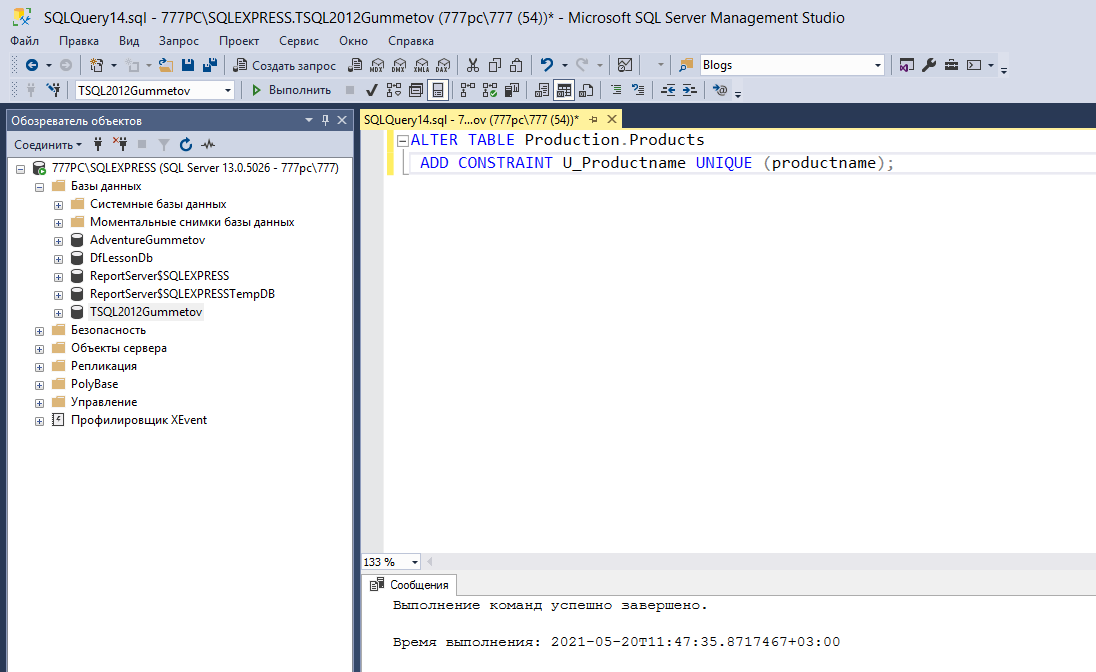 SQLQuery14.sql - 777PC\SQLEXPRESS.TSQL2012Gummetov (777pc\777 (54))* - Microsoft SQL Server Management Studio
Файл Правка Вид Запрос Проект Сервис Окно Справка
Создать запрос MDX DMX XMLA DAX Blogs
TSQL2012Gummetov Выполнить
Обозреватель объектов
Соединить
777PC\SQLEXPRESS (SQL Server 13.0.5026 - 777pc\777)
Базы данных
Системные базы данных
Моментальные снимки базы данных
AdventureGummetov
DfLessonDb
ReportServer$SQLEXPRESS
ReportServer$SQLEXPRESSTempDB
TSQL2012Gummetov
Безопасность
Объекты сервера
Репликация
PolyBase
Управление
Профилировщик XEvent
SQLQuery14.sql - 7...ov (777pc\777 (54))*
ALTER TABLE Production.Products
ADD CONSTRAINT U_Productname UNIQUE (productname);
133 %
Сообщения
Выполнение команд успешно завершено.
Время выполнения: 2021-05-20T11:47:35.8717467+03:00